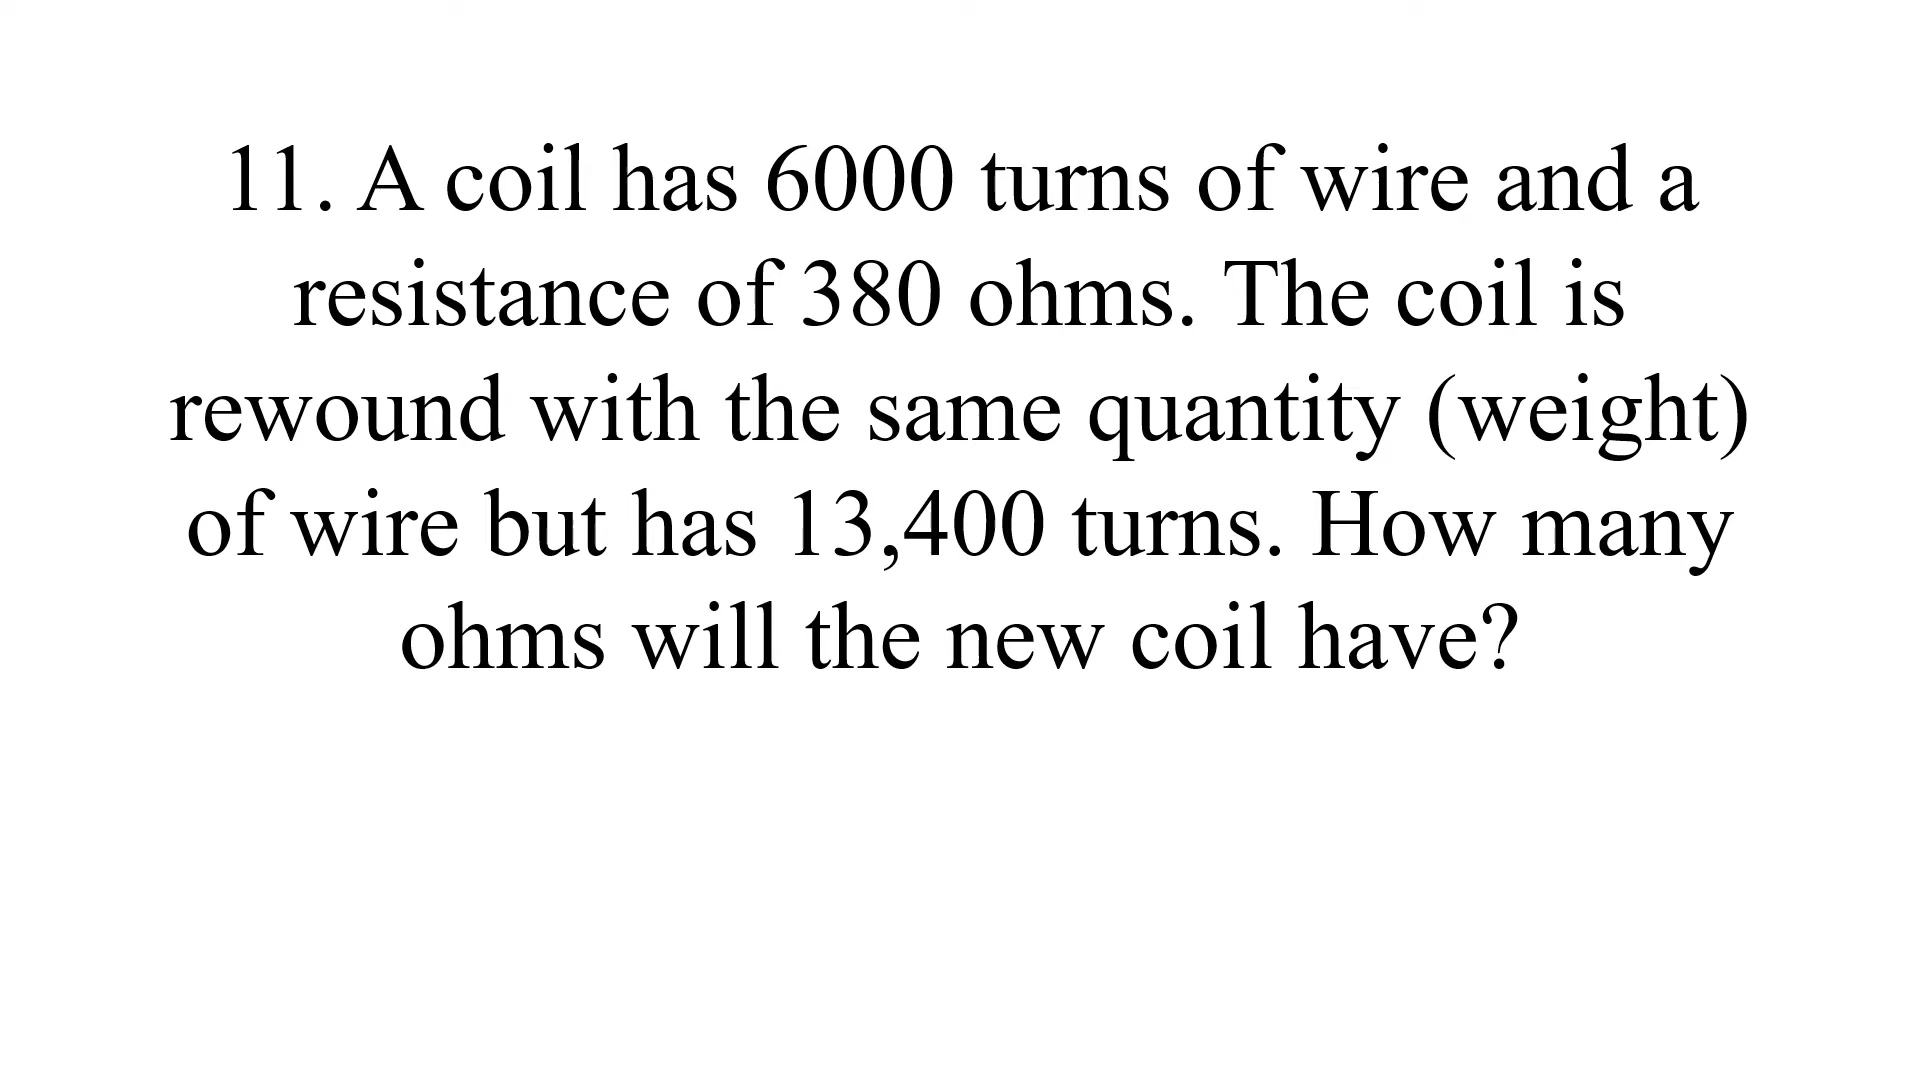 11. A coil has 6000 turns of wire and a
resistance of 380 ohms. The coil is
rewound with the same quantity (weight)
of wire but has 13,400 turns. How many
ohms will the new coil have?